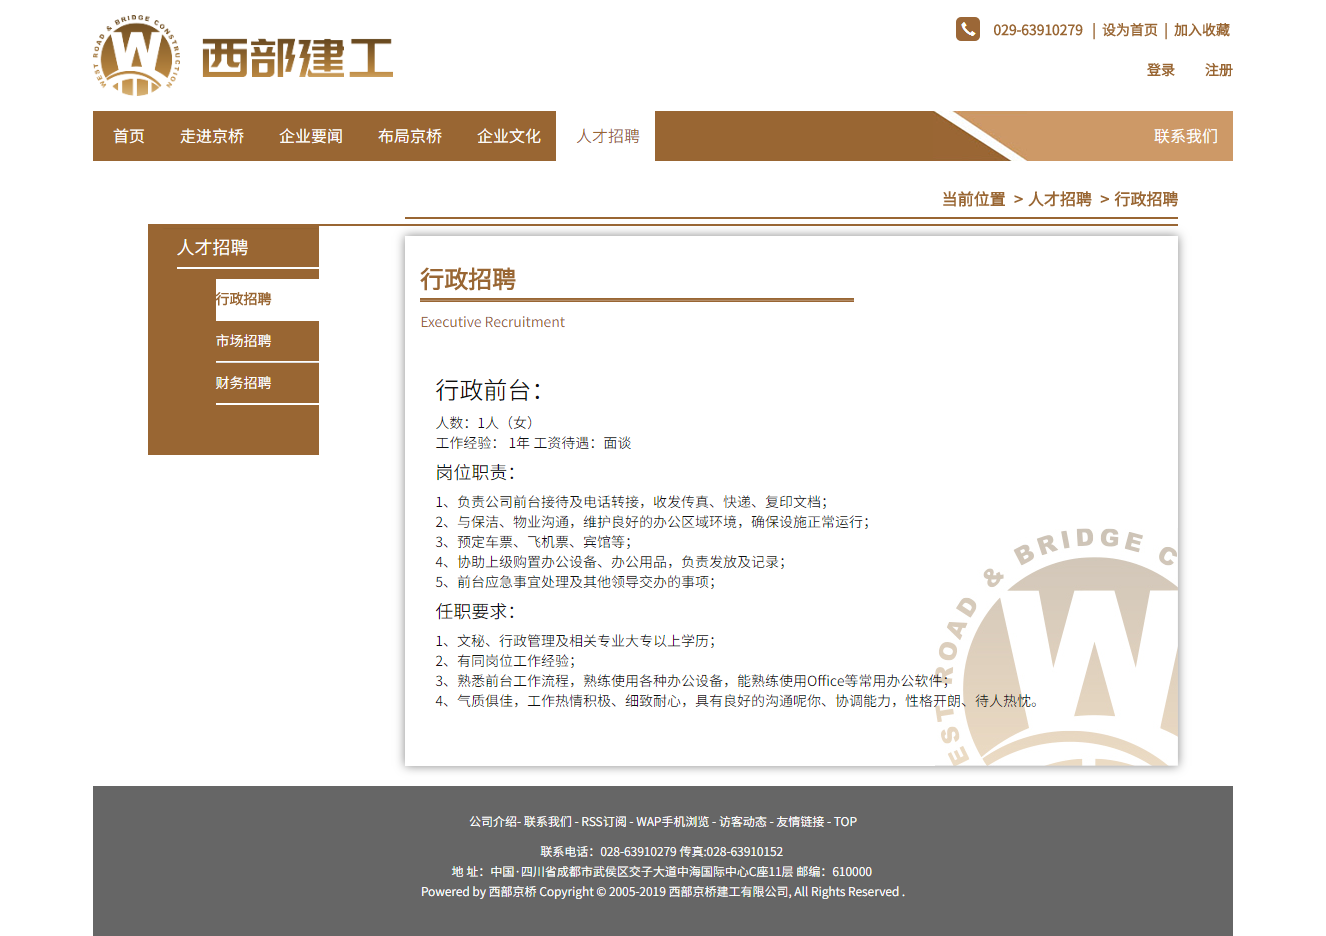 WEST ROAD & BRIDGE CONSTRUCTION
西部建工
029-63910279 | 设为首页 | 加入收藏
登录 注册
首页 走进京桥 企业要闻 布局京桥 企业文化 人才招聘 联系我们
当前位置 > 人才招聘 > 行政招聘
人才招聘
行政招聘
市场招聘
财务招聘
行政招聘
Executive Recruitment
行政前台：
人数：1人（女）
工作经验： 1年 工资待遇：面谈
岗位职责：
1、负责公司前台接待及电话转接，收发传真、快递、复印文档；
2、与保洁、物业沟通，维护良好的办公区域环境，确保设施正常运行；
3、预定车票、飞机票、宾馆等；
4、协助上级购置办公设备、办公用品，负责发放及记录；
5、前台应急事宜处理及其他领导交办的事项；
任职要求：
1、文秘、行政管理及相关专业大专以上学历；
2、有同岗位工作经验；
3、熟悉前台工作流程，熟练使用各种办公设备，能熟练使用Office等常用办公软件；
4、气质俱佳，工作热情积极、细致耐心，具有良好的沟通呢你、协调能力，性格开朗、待人热忱。
EST ROAD & BRIDGE C
公司介绍- 联系我们 - RSS订阅 - WAP手机浏览 - 访客动态 - 友情链接 - TOP
联系电话：028-63910279 传真:028-63910152
地 址：中国·四川省成都市武侯区交子大道中海国际中心C座11层 邮编：610000
Powered by 西部京桥 Copyright © 2005-2019 西部京桥建工有限公司, All Rights Reserved .